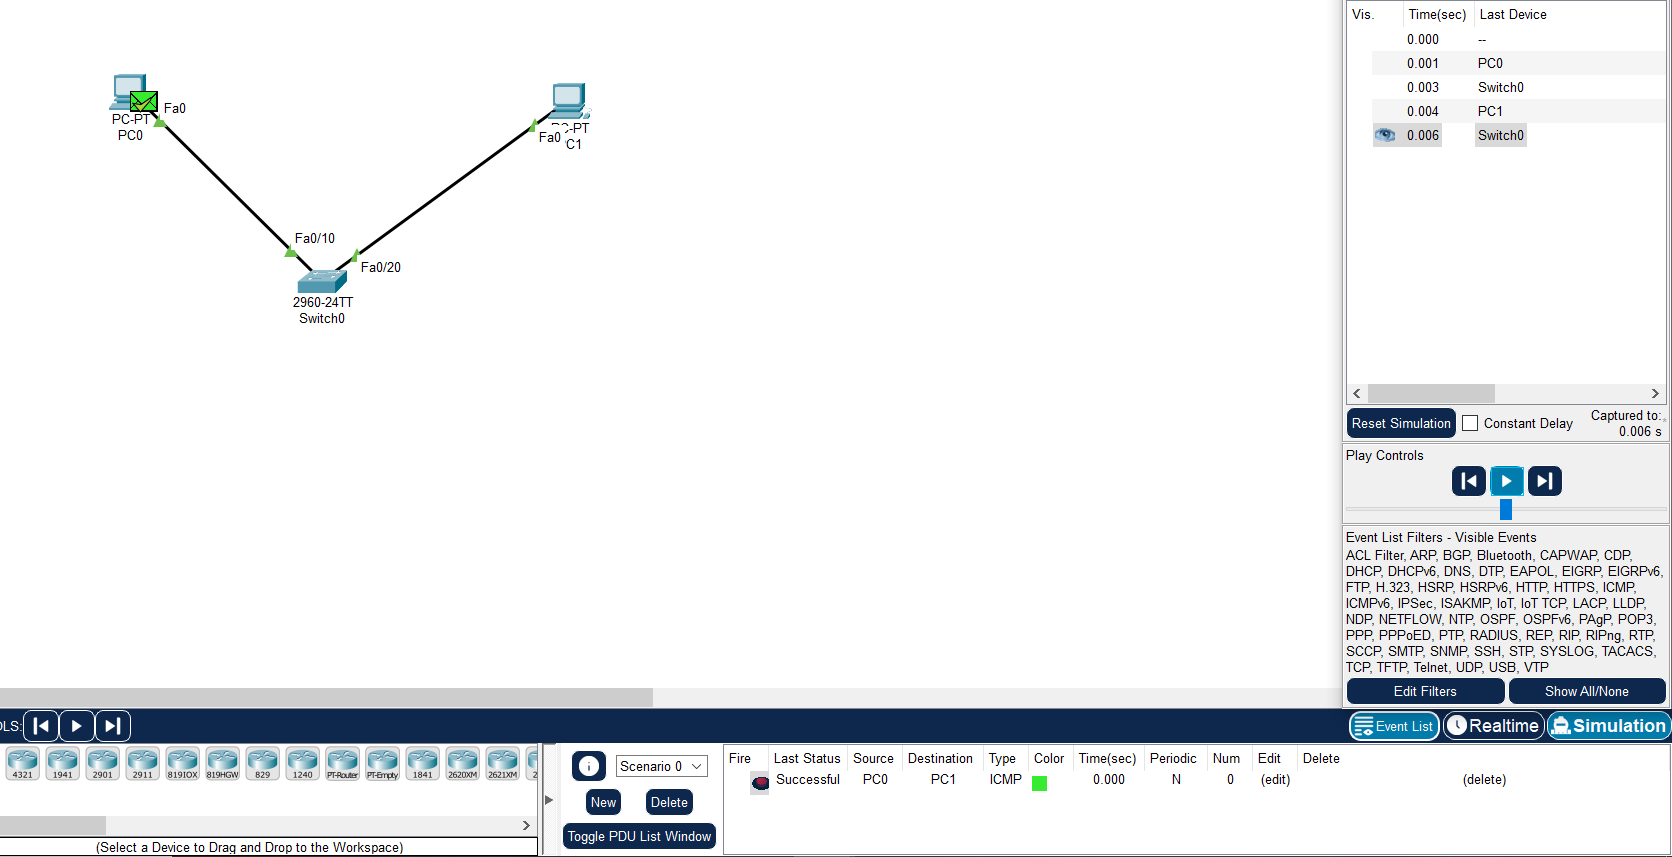 Vis. Time(sec) Last Device
0.000 --
0.001 PC0
0.003 Switch0
0.004 PC1
0.006 Switch0
Fa0
PC-PT
PC0
Fa0
C-PT
C1
Fa0/10
Fa0/20
2960-24TT
Switch0
Reset Simulation Constant Delay Captured to:
0.006 s
Play Controls
Event List Filters - Visible Events
ACL Filter, ARP, BGP, Bluetooth, CAPWAP, CDP,
DHCP, DHCPv6, DNS, DTP, EAPOL, EIGRP, EIGRPv6,
FTP, H.323, HSRP, HSRPv6, HTTP, HTTPS, ICMP,
ICMPv6, IPSec, ISAKMP, IoT, IoT TCP, LACP, LLDP,
NDP, NETFLOW, NTP, OSPF, OSPFv6, PAgP, POP3,
PPP, PPPoED, PTP, RADIUS, REP, RIP, RIPng, RTP,
SCCP, SMTP, SNMP, SSH, STP, SYSLOG, TACACS,
TCP, TFTP, Telnet, UDP, USB, VTP
Edit Filters Show All/None
OLS: Event List Realtime Simulation
4321 1941 2901 2911 819IOX 819HGW 829 1240 PT-Router PT-Empty 1841 2620XM 2621XM 2
(Select a Device to Drag and Drop to the Workspace)
Scenario 0
New Delete
Toggle PDU List Window
Fire Last Status Source Destination Type Color Time(sec) Periodic Num Edit Delete
Successful PC0 PC1 ICMP 0.000 N 0 (edit) (delete)